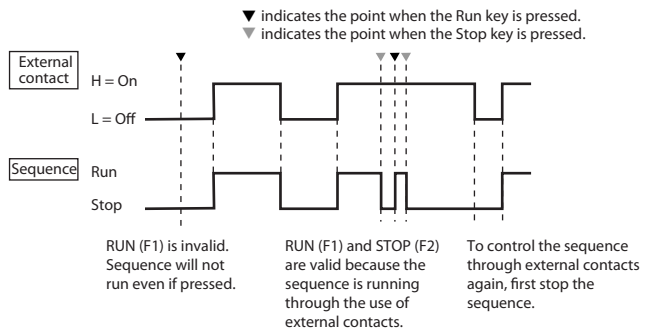 ▼ indicates the point when the Run key is pressed.
▼ indicates the point when the Stop key is pressed.
External
contact
H = On
L = Off
Sequence
Run
Stop
RUN (F1) is invalid.
Sequence will not
run even if pressed.
RUN (F1) and STOP (F2)
are valid because the
sequence is running
through the use of
external contacts.
To control the sequence
through external contacts
again, first stop the
sequence.